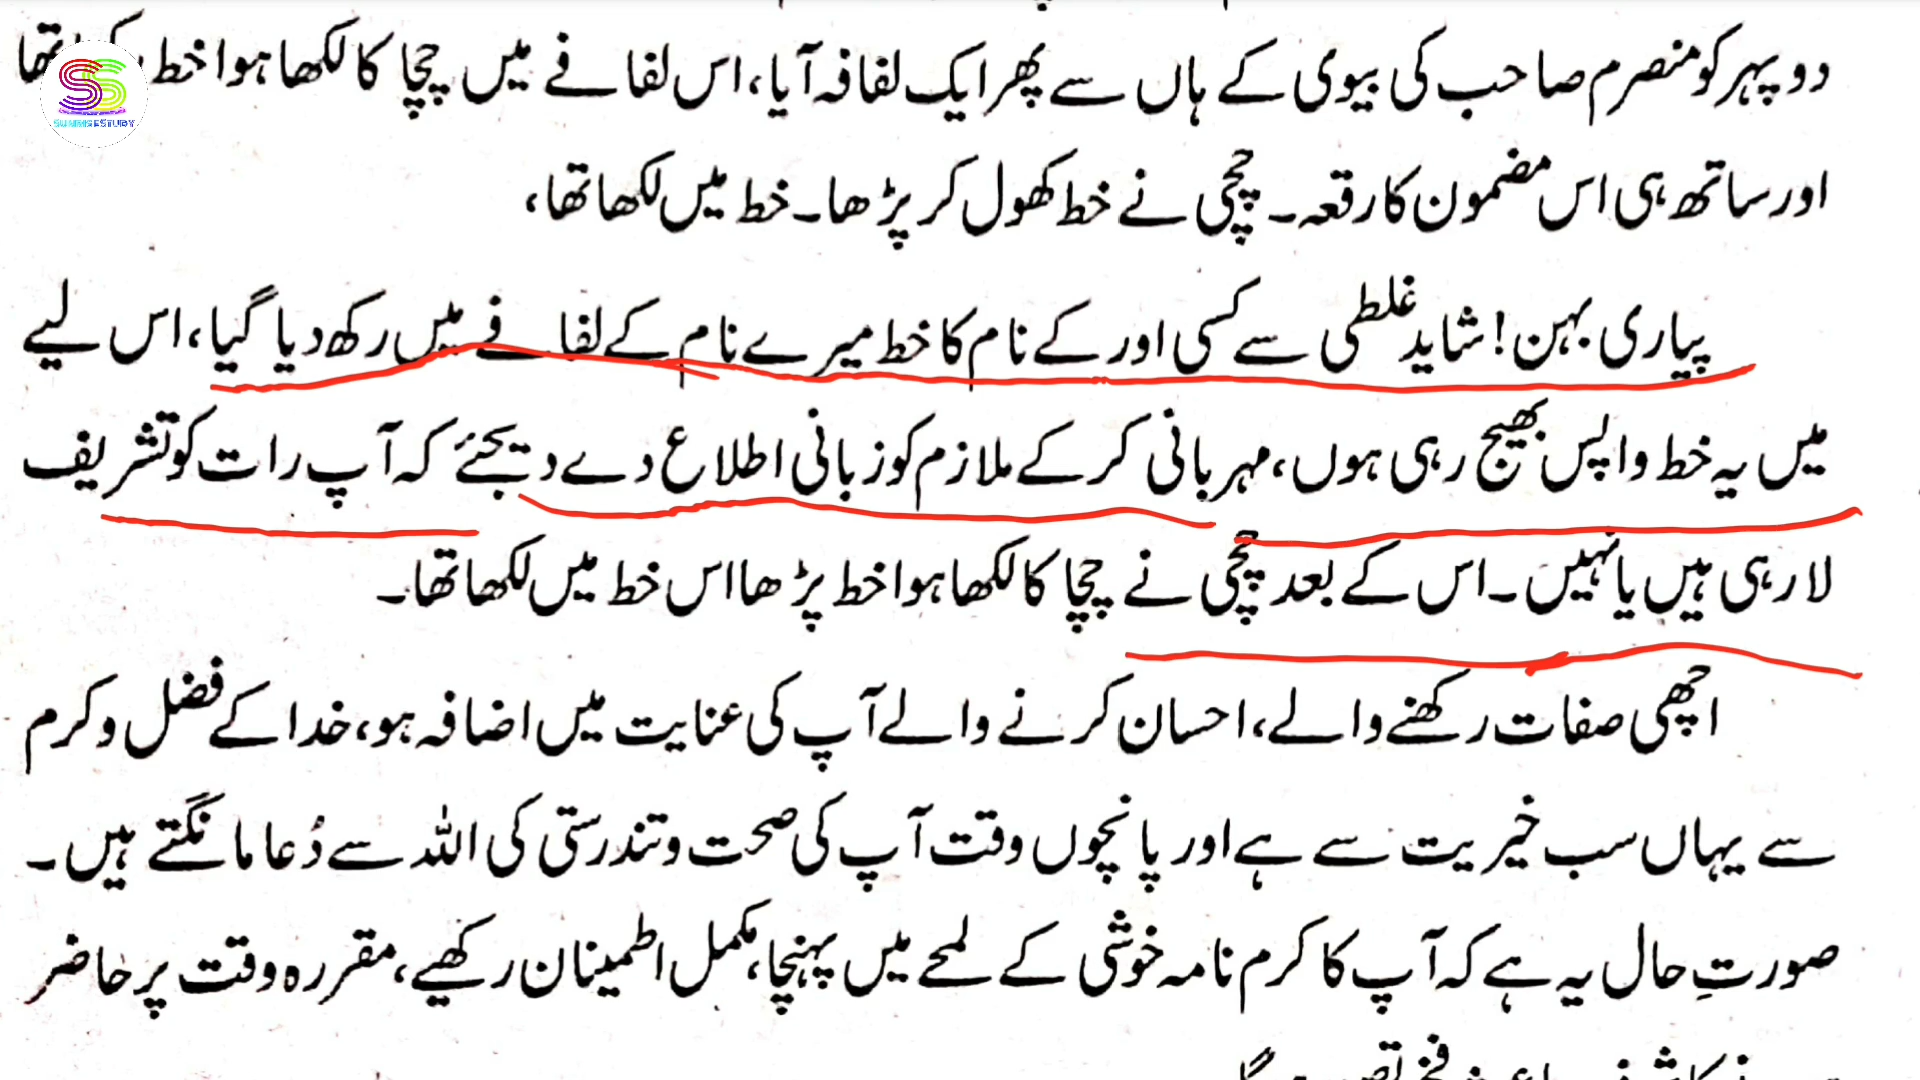 دوپہر کو منصرم صاحب کی بیوی کے ہاں سے پھر ایک لفافہ آیا، اس لفافے میں چچا کا لکھا ہوا خط تھا
اور ساتھ ہی اس مضمون کا رقعہ۔ چچی نے خط کھول کر پڑھا۔ خط میں لکھا تھا،
پیاری بہن! شاید غلطی سے کسی اور کے نام کا خط میرے نام کے لفافے میں رکھ دیا گیا، اس لیے
میں یہ خط واپس بھیج رہی ہوں، مہربانی کر کے ملازم کو زبانی اطلاع دے دیجئے کہ آپ رات کو تشریف
لا رہی ہیں یا نہیں۔ اس کے بعد چچی نے چچا کا لکھا ہوا خط پڑھا اس خط میں لکھا تھا۔
اچھی صفات رکھنے والے، احسان کرنے والے آپ کی عنایت میں اضافہ ہو، خدا کے فضل و کرم
سے یہاں سب خیریت سے ہے اور پانچوں وقت آپ کی صحت و تندرستی کی اللہ سے دُعا مانگتے ہیں۔
صورتِ حال یہ ہے کہ آپ کا کرم نامہ خوشی کے لمحے میں پہنچا، مکمل اطمینان رکھیے، مقررہ وقت پر حاضر
SUNRISESTUDY